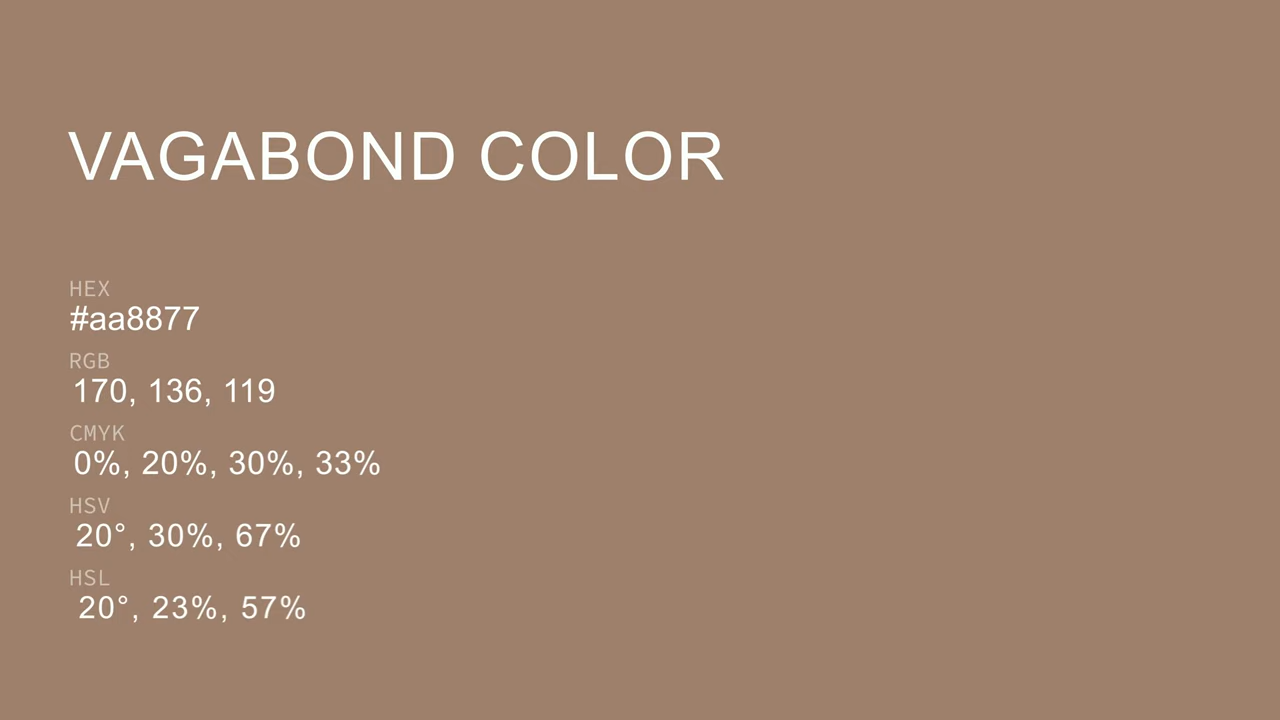 VAGABOND COLOR
HEX
#aa8877
RGB
170, 136, 119
CMYK
0%, 20%, 30%, 33%
HSV
20°, 30%, 67%
HSL
20°, 23%, 57%